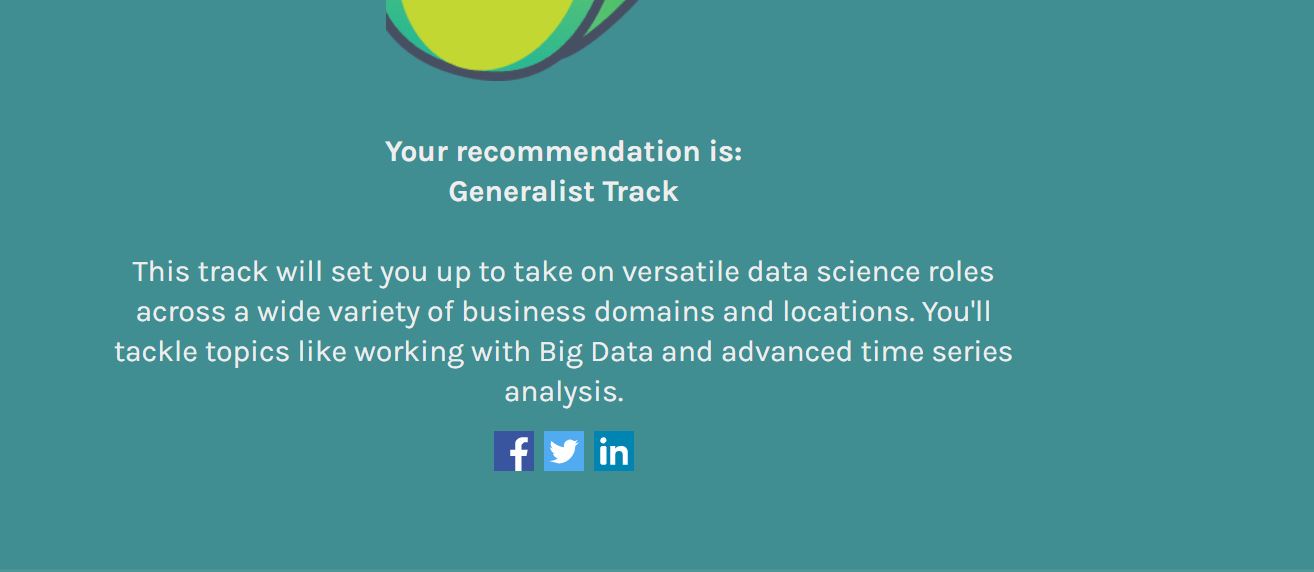 Your recommendation is:
Generalist Track
This track will set you up to take on versatile data science roles
across a wide variety of business domains and locations. You'll
tackle topics like working with Big Data and advanced time series
analysis.
f in